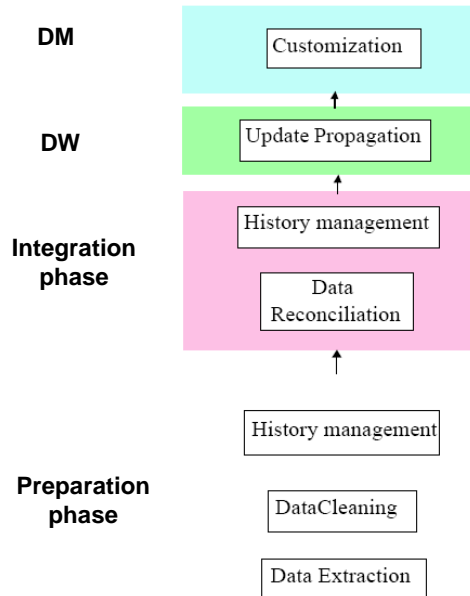 DM
Customization
DW
Update Propagation
Integration
phase
History management
Data
Reconciliation
History management
Preparation
phase
DataCleaning
Data Extraction